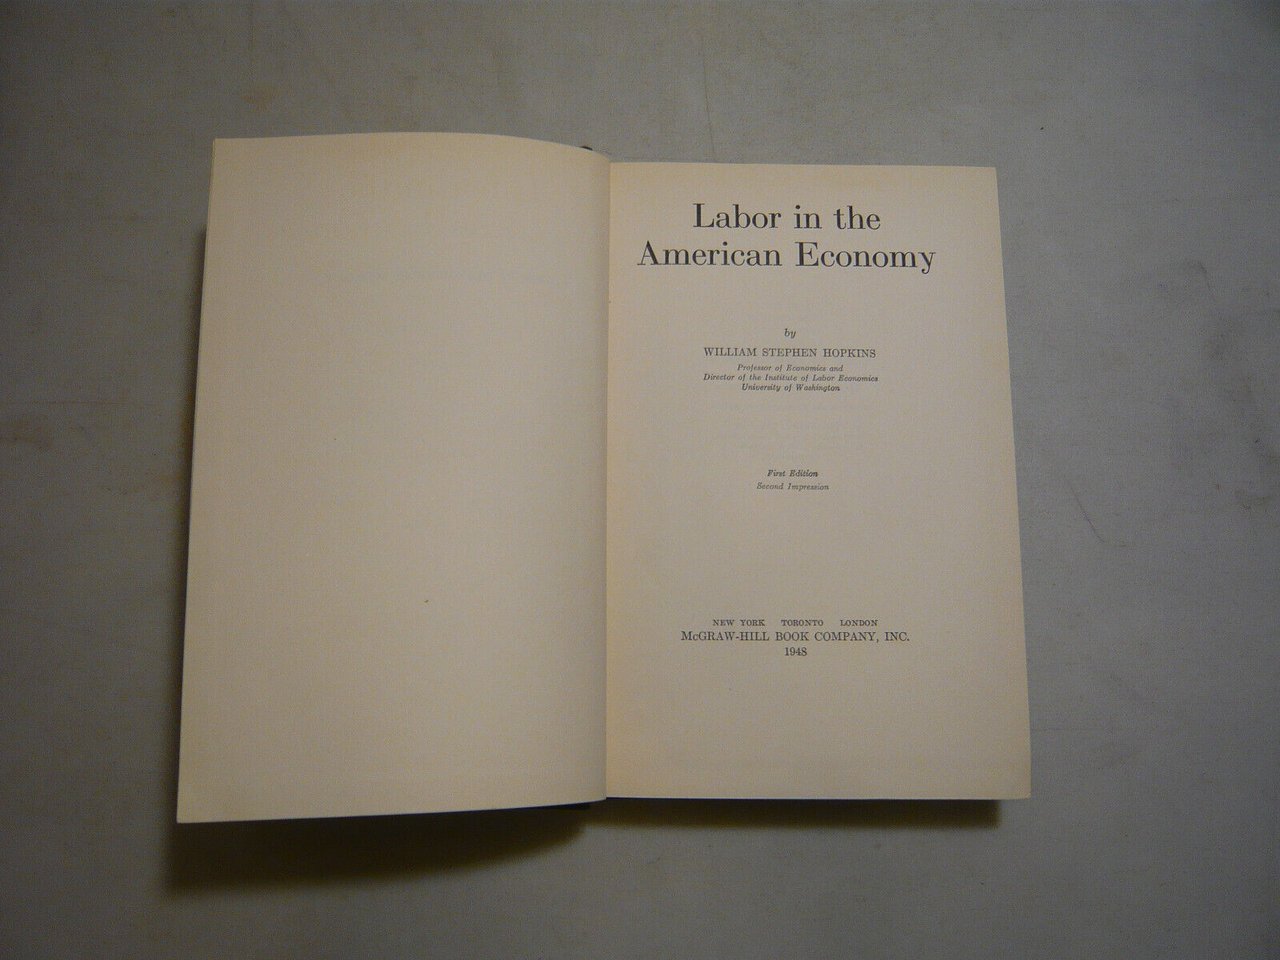 Labor in the
American Economy
by
WILLIAM STEPHEN HOPKINS
Professor of Economics and
Director of the Institute of Labor Economics
University of Washington
First Edition
Second Impression
NEW YORK TORONTO LONDON
McGRAW-HILL BOOK COMPANY, INC.
1948